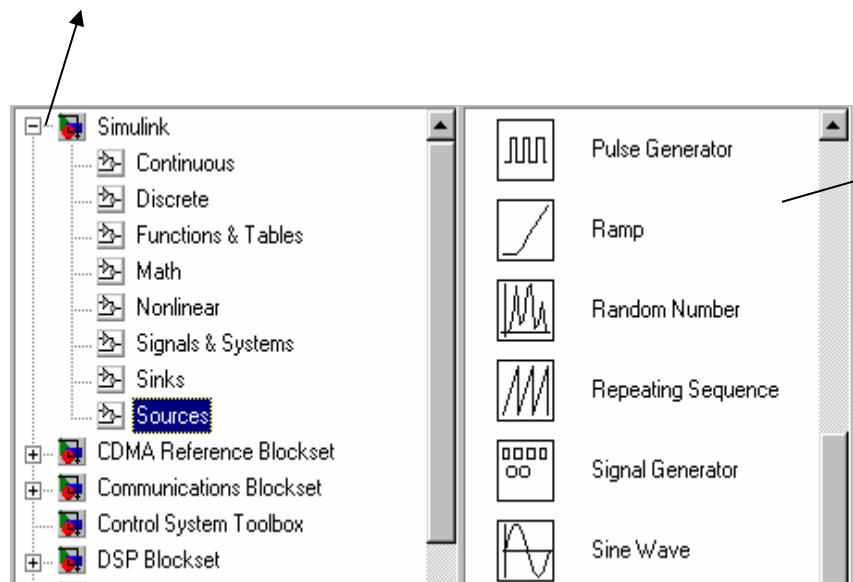 Simulink
Continuous
Discrete
Functions & Tables
Math
Nonlinear
Signals & Systems
Sinks
Sources
CDMA Reference Blockset
Communications Blockset
Control System Toolbox
DSP Blockset
Pulse Generator
Ramp
Random Number
Repeating Sequence
Signal Generator
Sine Wave